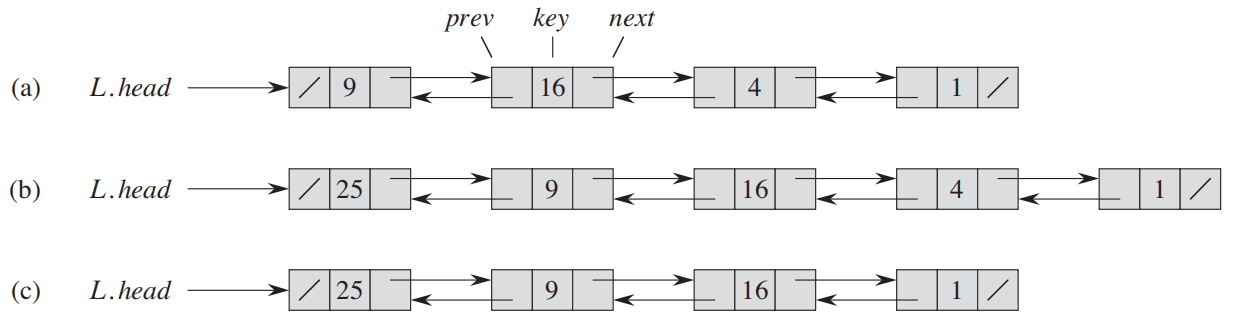 prev key next
(a) L.head / 9 16 4 1 /
(b) L.head / 25 9 16 4 1 /
(c) L.head / 25 9 16 1 /